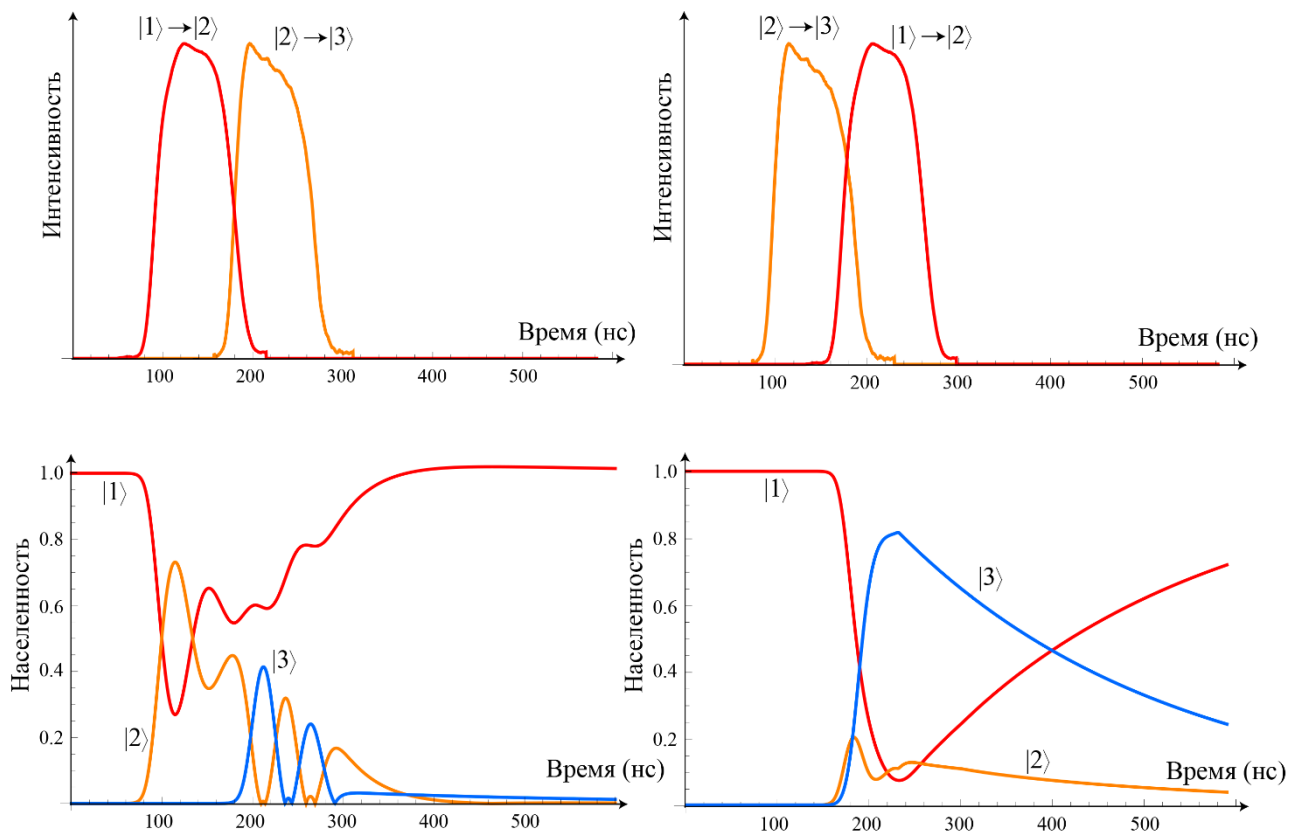 |1⟩→|2⟩
|2⟩→|3⟩
Интенсивность
Время (нс)
100 200 300 400 500
|2⟩→|3⟩
|1⟩→|2⟩
Интенсивность
Время (нс)
100 200 300 400 500
1.0
0.8
0.6
0.4
0.2
Населенность
|1⟩
|2⟩
|3⟩
Время (нс)
100 200 300 400 500
1.0
0.8
0.6
0.4
0.2
Населенность
|1⟩
|3⟩
|2⟩
Время (нс)
100 200 300 400 500